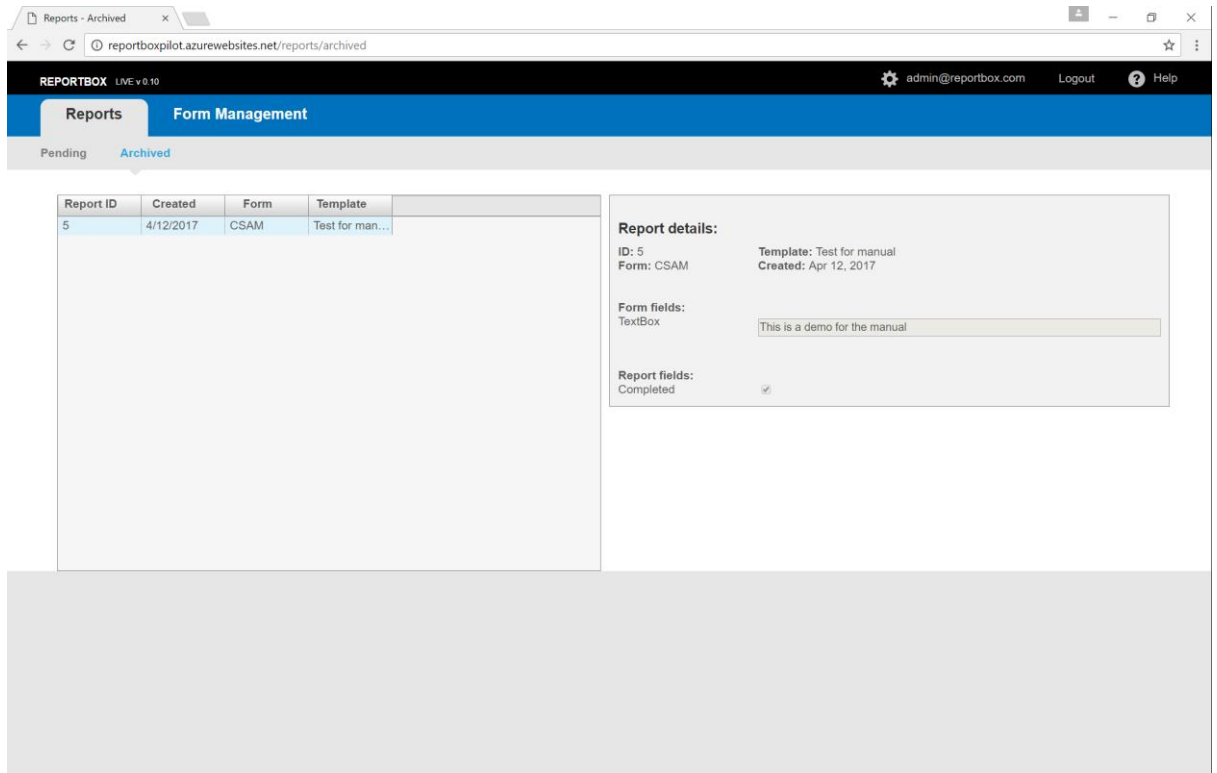 Reports - Archived
reportboxpilot.azurewebsites.net/reports/archived
REPORTBOX LIVE v 0.10 admin@reportbox.com Logout Help
Reports Form Management
Pending Archived
Report ID Created Form Template
5 4/12/2017 CSAM Test for man...
Report details:
ID: 5 Template: Test for manual
Form: CSAM Created: Apr 12, 2017
Form fields:
TextBox This is a demo for the manual
Report fields:
Completed